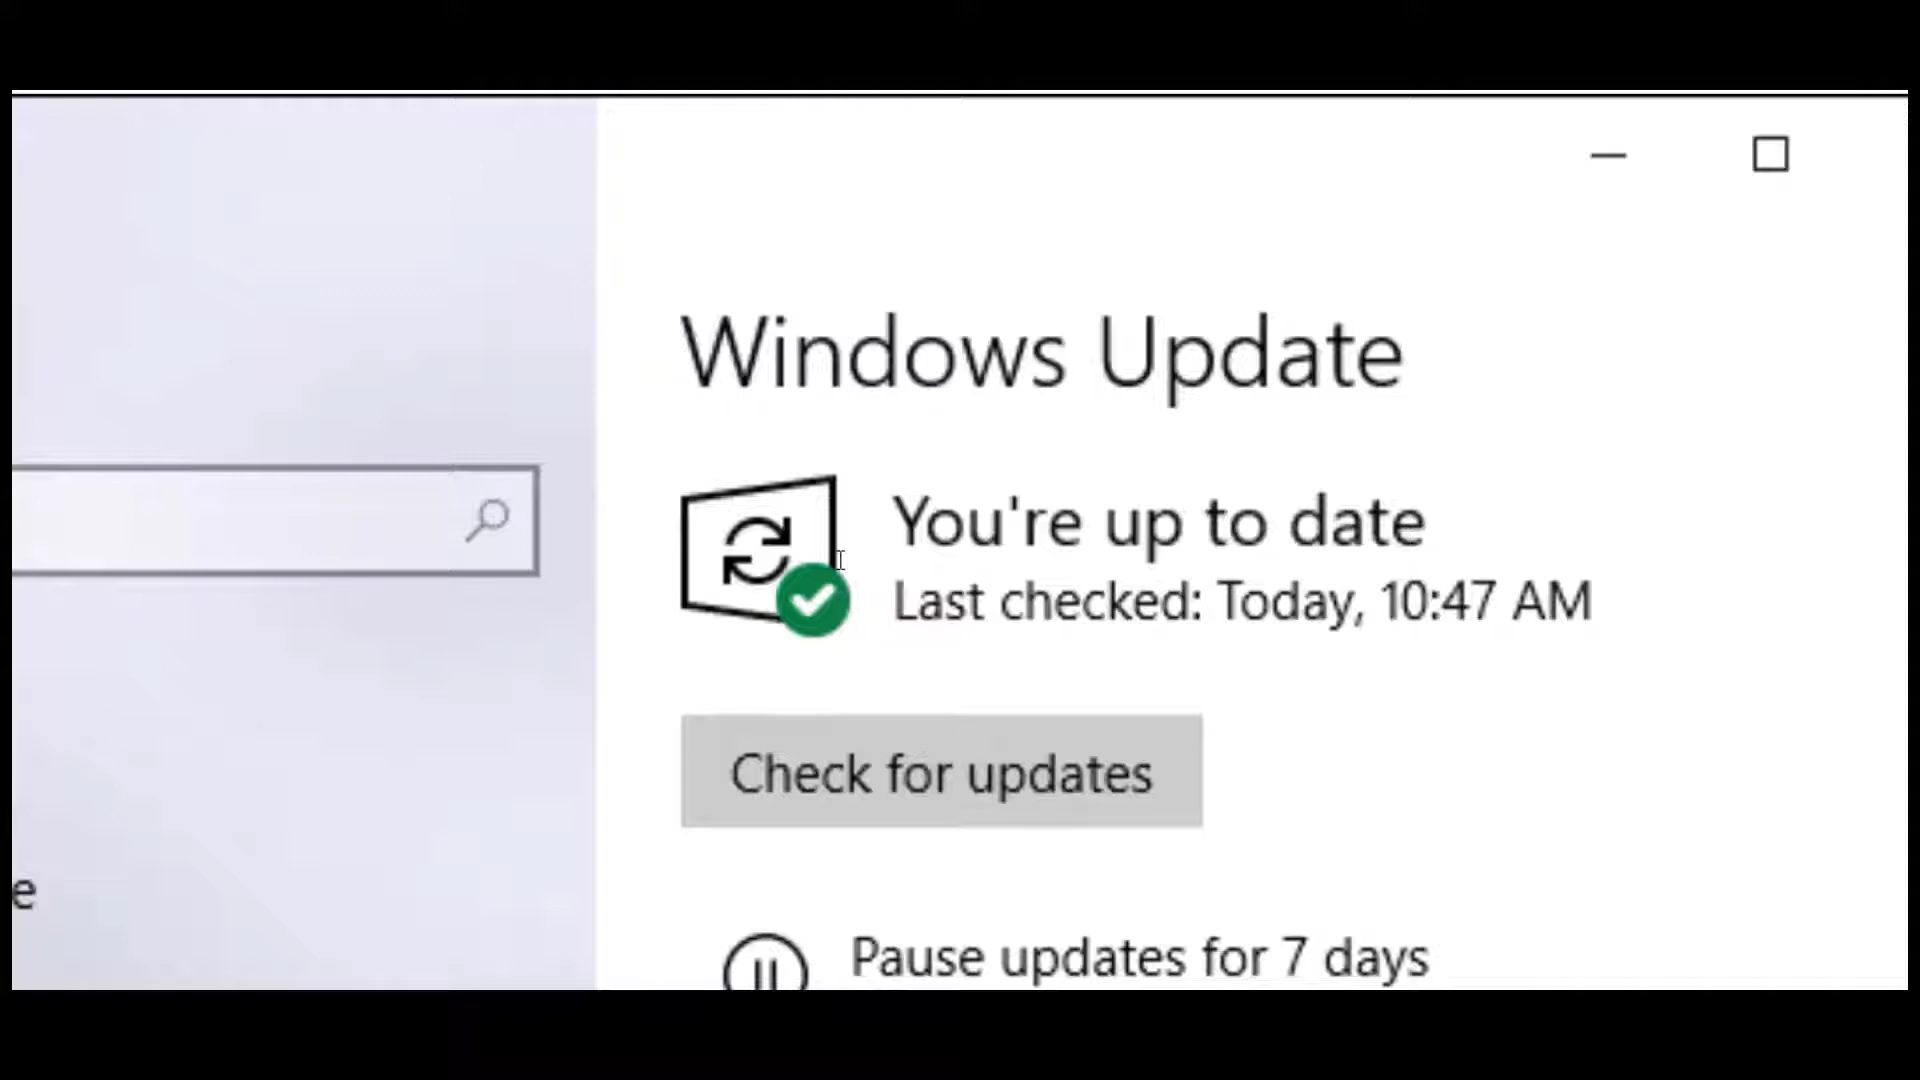 Windows Update
You're up to date
Last checked: Today, 10:47 AM
Check for updates
e
Pause updates for 7 days